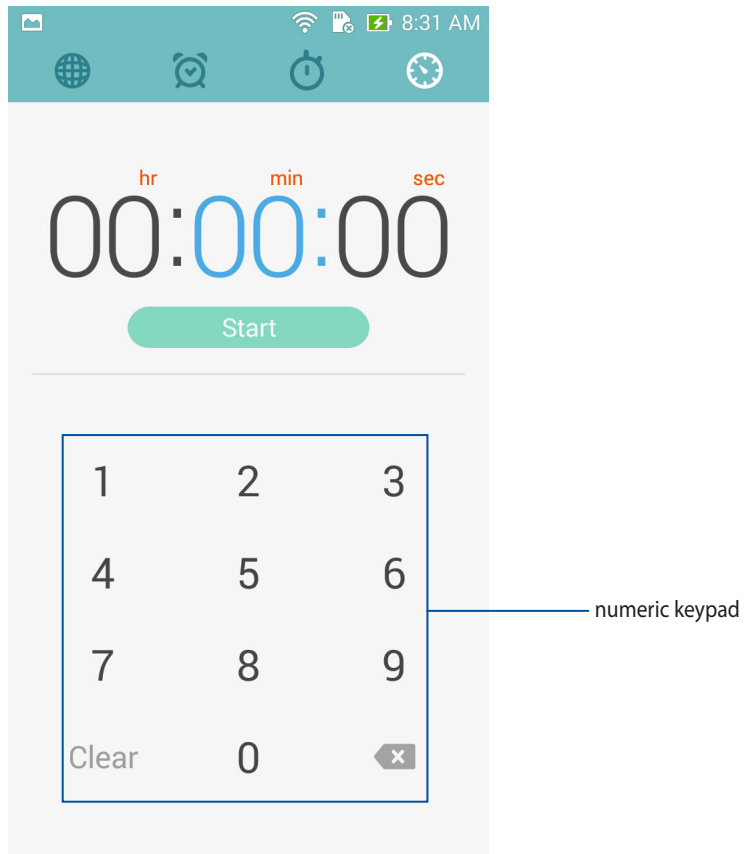 8:31 AM
hr min sec
00:00:00
Start
1 2 3
4 5 6
numeric keypad
7 8 9
Clear 0